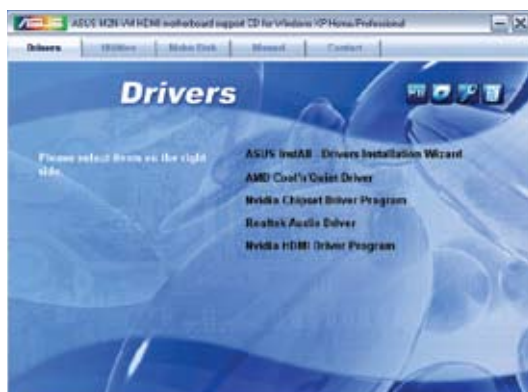 ASUS M2N-VM HDMI motherboard support CD for Windows XP Home/Professional
Drivers
Utilities
Make Disk
Manual
Contact
Drivers
Please select items on the right
side.
ASUS InstAll - Drivers Installation Wizard
AMD Cool'n'Quiet Driver
Nvidia Chipset Driver Program
Realtek Audio Driver
Nvidia HDMI Driver Program